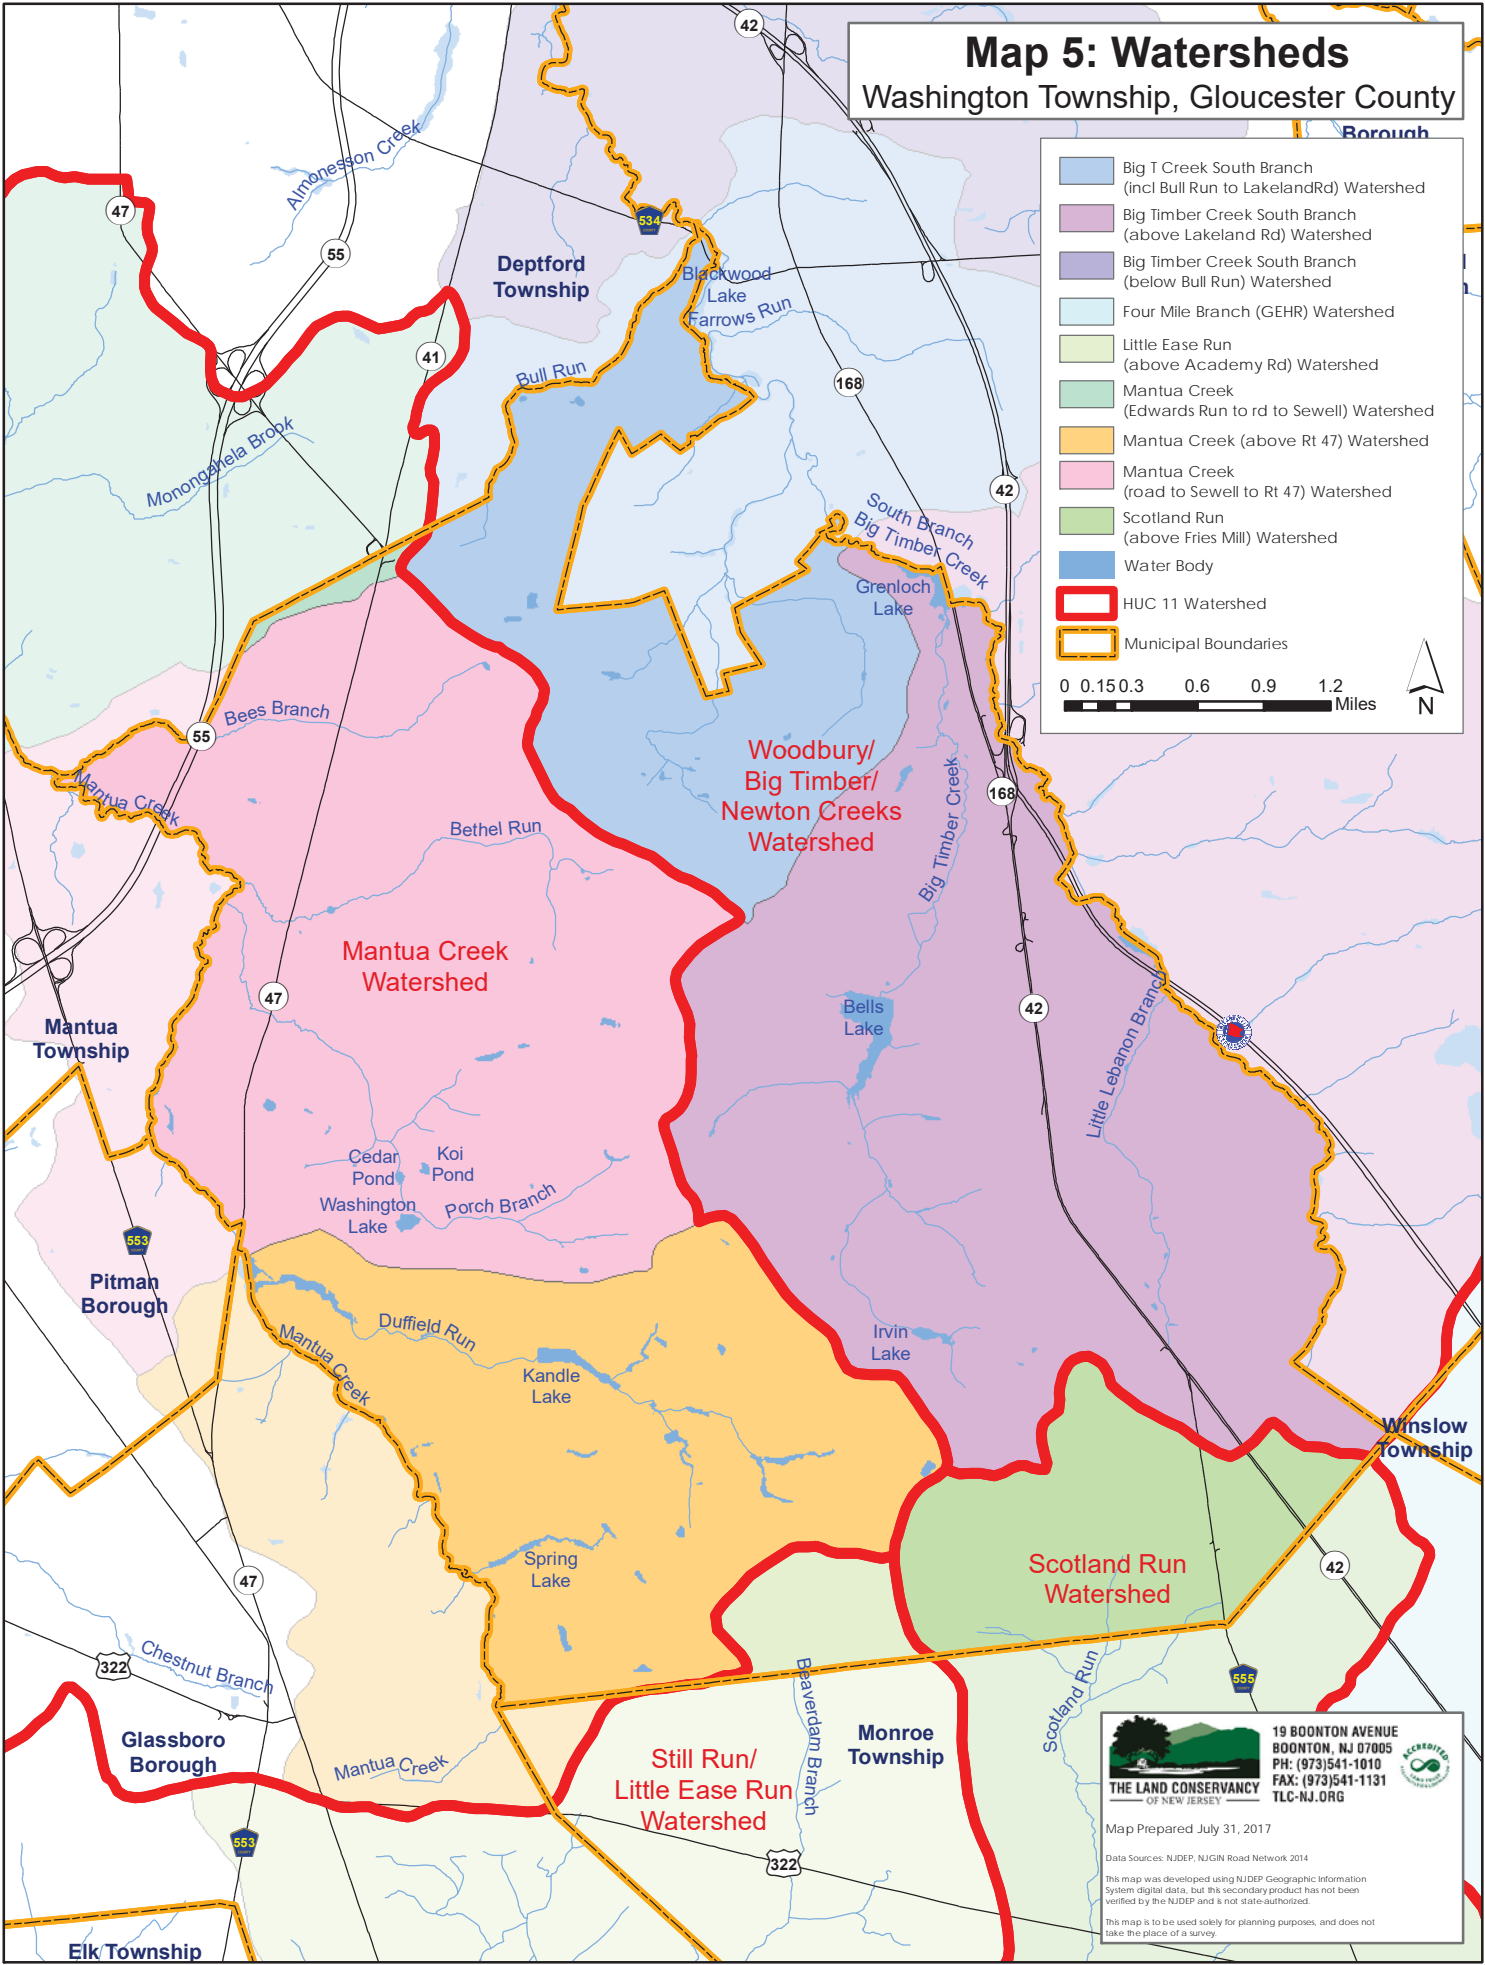 Map 5: Watersheds
Washington Township, Gloucester County
Borough
Big T Creek South Branch
(incl Bull Run to LakelandRd) Watershed
Big Timber Creek South Branch
(above Lakeland Rd) Watershed
Big Timber Creek South Branch
(below Bull Run) Watershed
Four Mile Branch (GEHR) Watershed
Little Ease Run
(above Academy Rd) Watershed
Mantua Creek
(Edwards Run to rd to Sewell) Watershed
Mantua Creek (above Rt 47) Watershed
Mantua Creek
(road to Sewell to Rt 47) Watershed
Scotland Run
(above Fries Mill) Watershed
Water Body
HUC 11 Watershed
Municipal Boundaries
0 0.15 0.3 0.6 0.9 1.2
Miles
N
42
Almonesson Creek
47
55
534
COUNTY
Deptford
Township
Blackwood
Lake
Farrows Run
41
Bull Run
168
Monongahela Brook
42
South Branch
Big Timber Creek
Grenloch
Lake
Bees Branch
55
Woodbury/
Big Timber/
Newton Creeks
Watershed
Mantua Creek
168
Big Timber Creek
Bethel Run
Mantua Creek
Watershed
47
Bells
Lake
42
Little Lebanon Branch
Mantua
Township
Cedar
Pond
Koi
Pond
Washington
Lake
Porch Branch
553
COUNTY
Pitman
Borough
Duffield Run
Mantua Creek
Kandle
Lake
Irvin
Lake
Winslow
Township
Spring
Lake
Scotland Run
Watershed
42
47
322
Chestnut Branch
Beaverdam Branch
Scotland Run
555
COUNTY
Glassboro
Borough
Mantua Creek
Monroe
Township
Still Run/
Little Ease Run
Watershed
553
COUNTY
322
Elk Township
THE LAND CONSERVANCY
OF NEW JERSEY
19 BOONTON AVENUE
BOONTON, NJ 07005
PH: (973)541-1010
FAX: (973)541-1131
TLC-NJ.ORG
ACCREDITED
Map Prepared July 31, 2017
Data Sources: NJDEP, NJGIN Road Network 2014
This map was developed using NJDEP Geographic Information
System digital data, but this secondary product has not been
verified by the NJDEP and is not state-authorized.
This map is to be used solely for planning purposes, and does not
take the place of a survey.